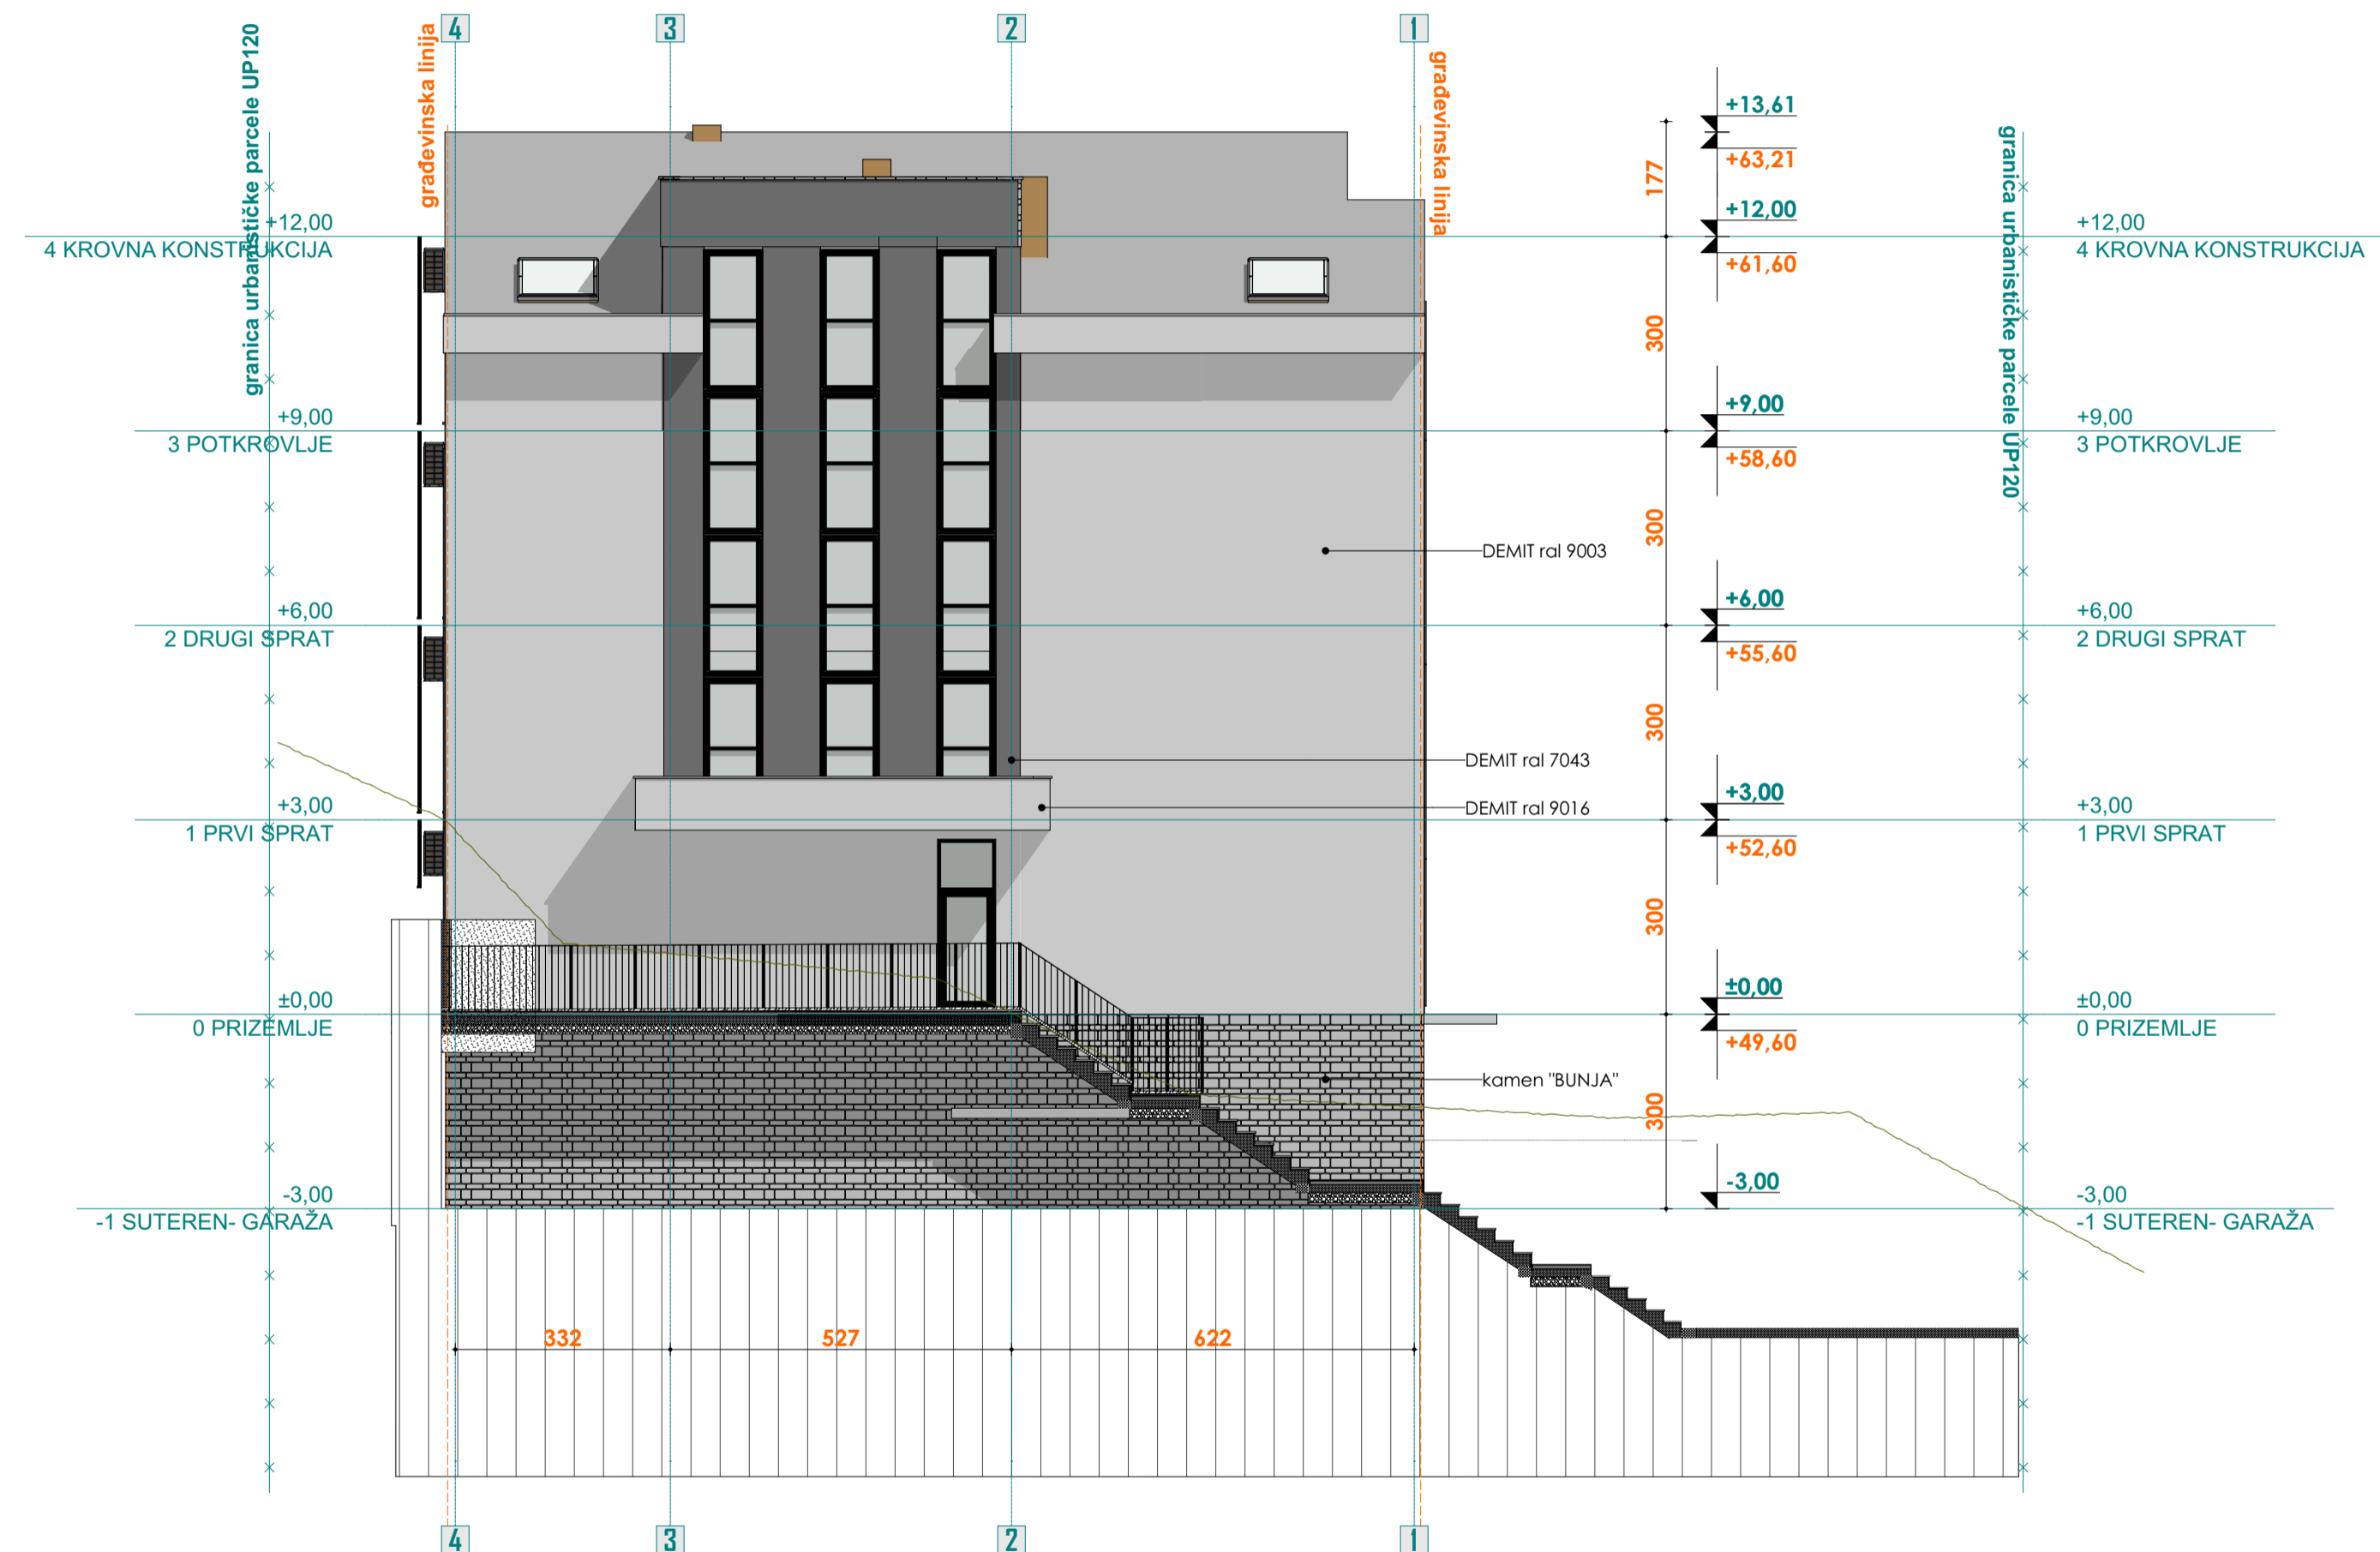 4
3
2
1
granica urbanističke parcele UP120
građevinska linija
građevinska linija
granica urbanističke parcele UP120
+13,61
+63,21
177
+12,00
4 KROVNA KONSTRUKCIJA
+12,00
+61,60
+12,00
4 KROVNA KONSTRUKCIJA
300
+9,00
3 POTKROVLJE
+9,00
+58,60
+9,00
3 POTKROVLJE
300
DEMIT ral 9003
+6,00
2 DRUGI SPRAT
+6,00
+55,60
+6,00
2 DRUGI SPRAT
300
DEMIT ral 7043
+3,00
1 PRVI SPRAT
DEMIT ral 9016
+3,00
+52,60
+3,00
1 PRVI SPRAT
300
±0,00
0 PRIZEMLJE
±0,00
+49,60
±0,00
0 PRIZEMLJE
kamen "BUNJA"
300
-3,00
-1 SUTEREN- GARAŽA
-3,00
-3,00
-1 SUTEREN- GARAŽA
332
527
622
4
3
2
1